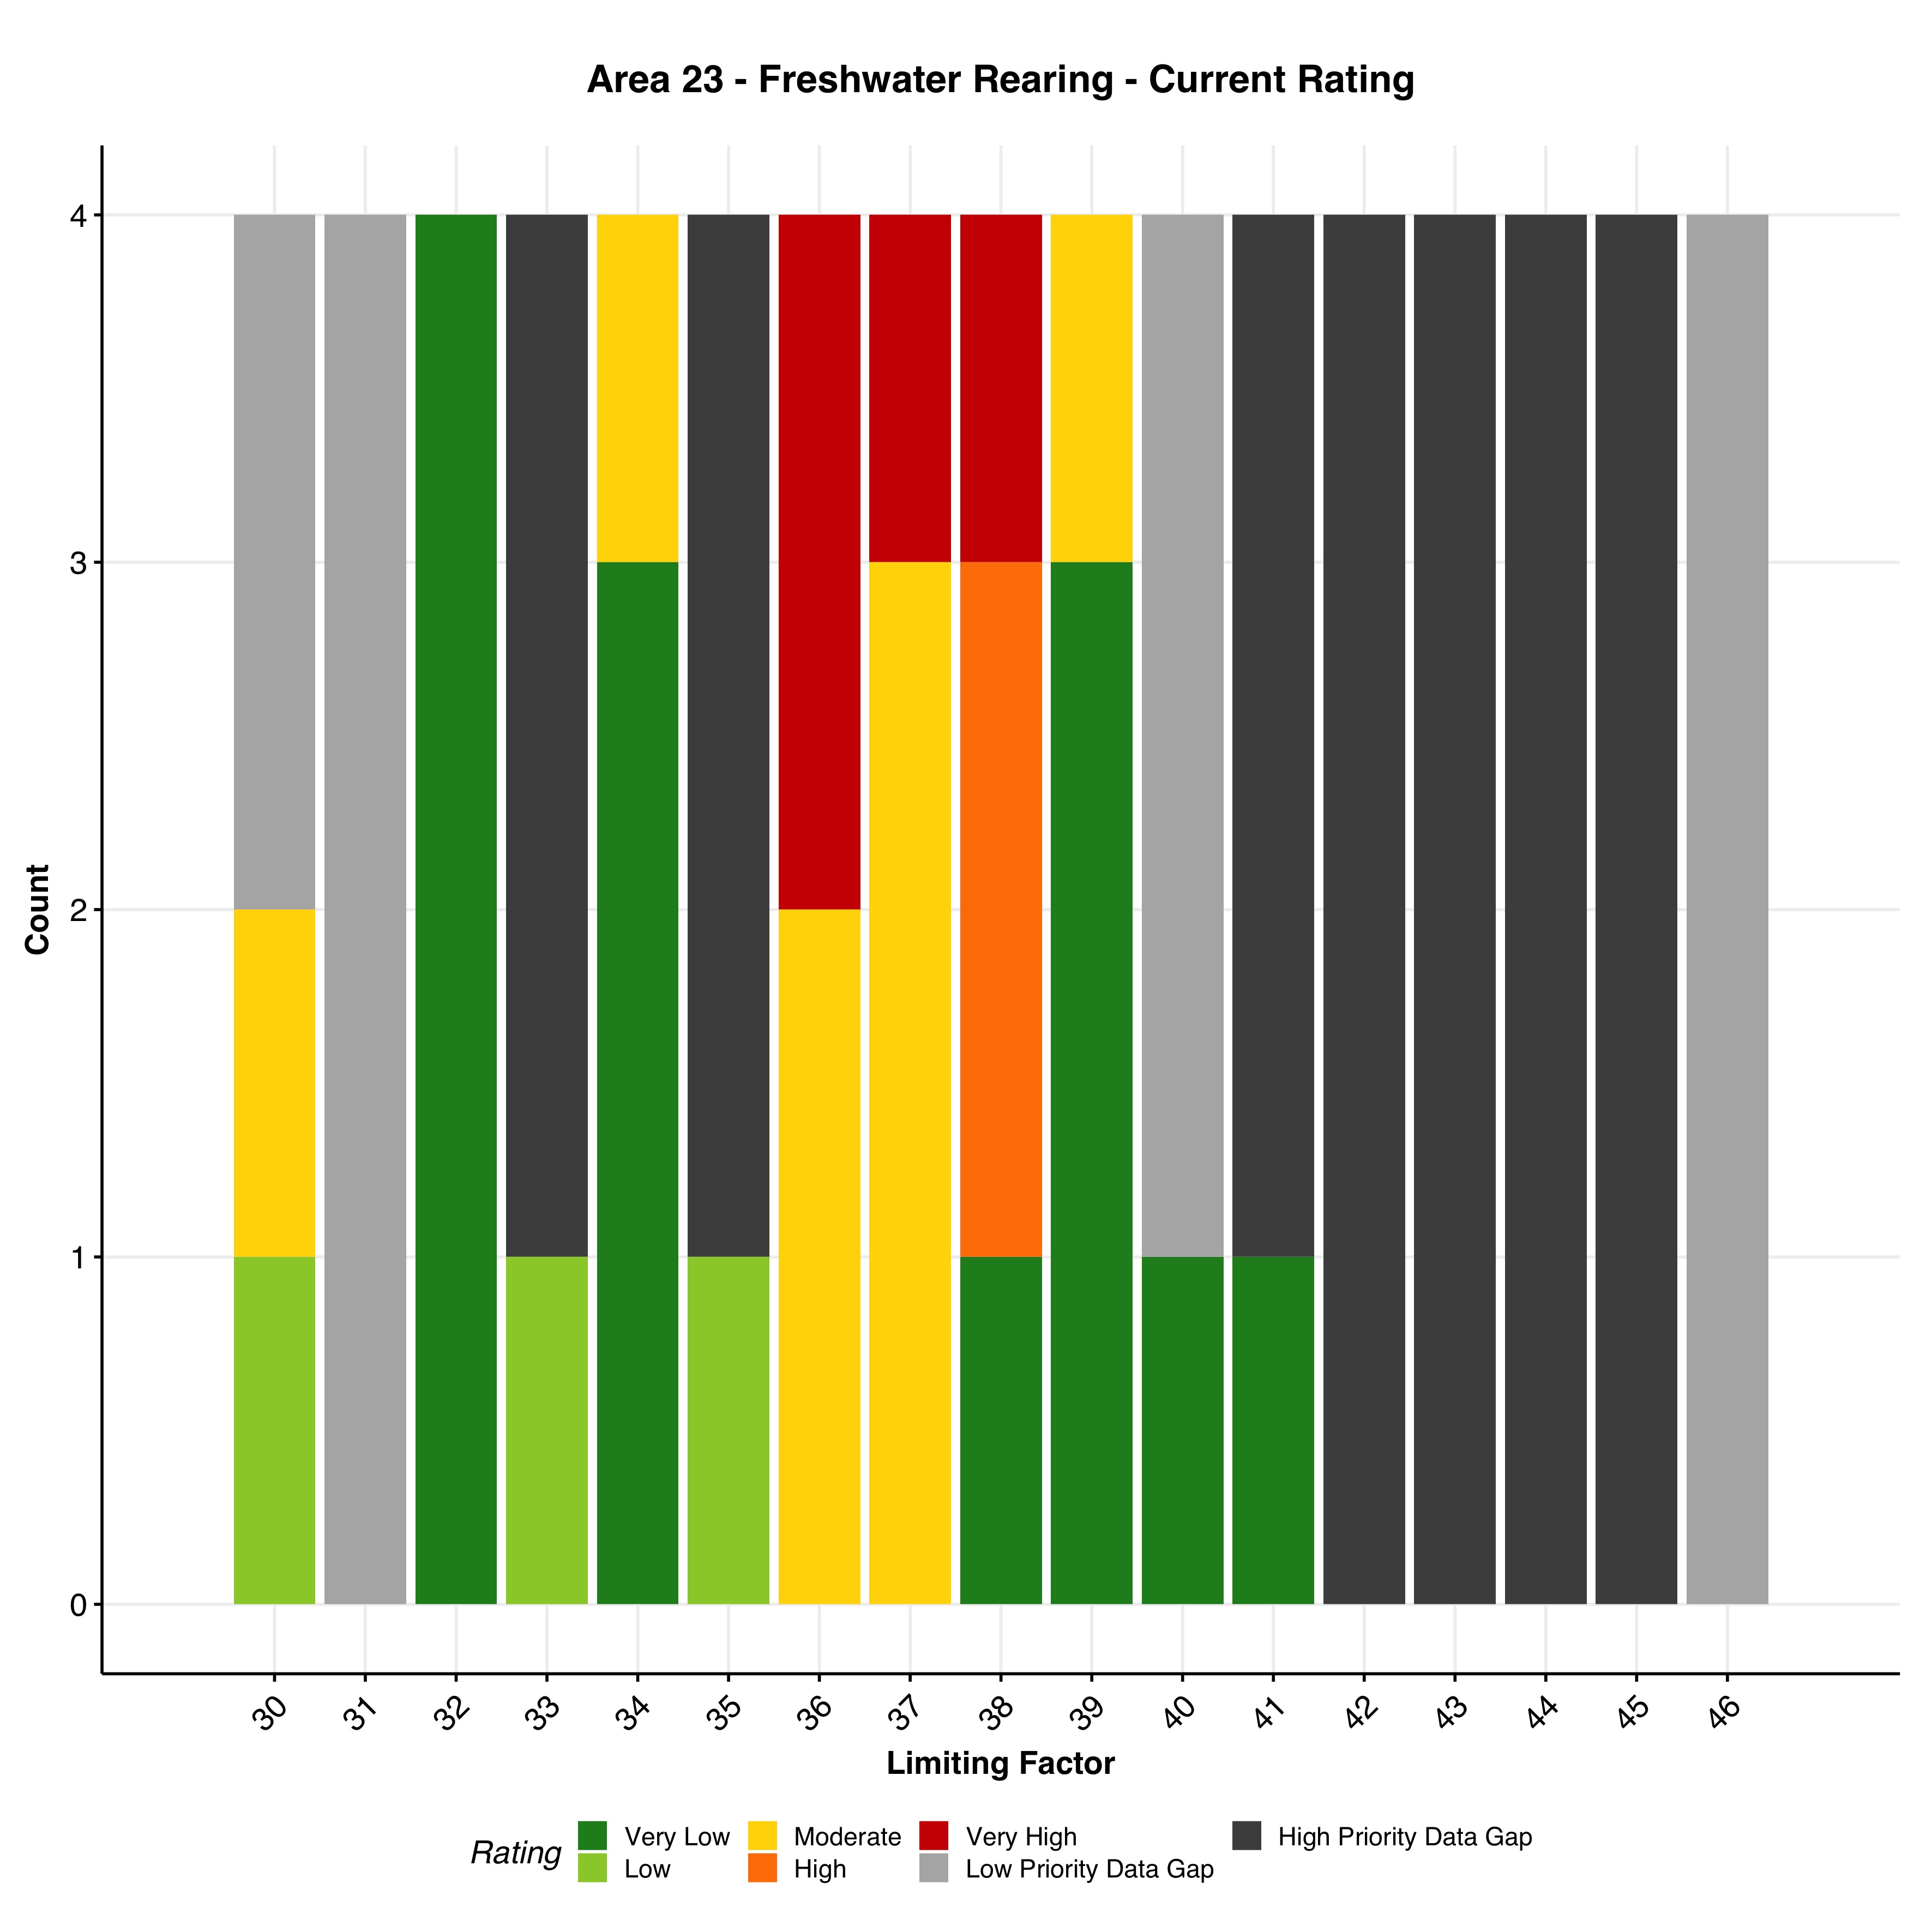 Area 23 - Freshwater Rearing - Current Rating
Count
4
3
2
1
0
30 31 32 33 34 35 36 37 38 39 40 41 42 43 44 45 46
Limiting Factor
Rating
Very Low Moderate Very High High Priority Data Gap
Low High Low Priority Data Gap